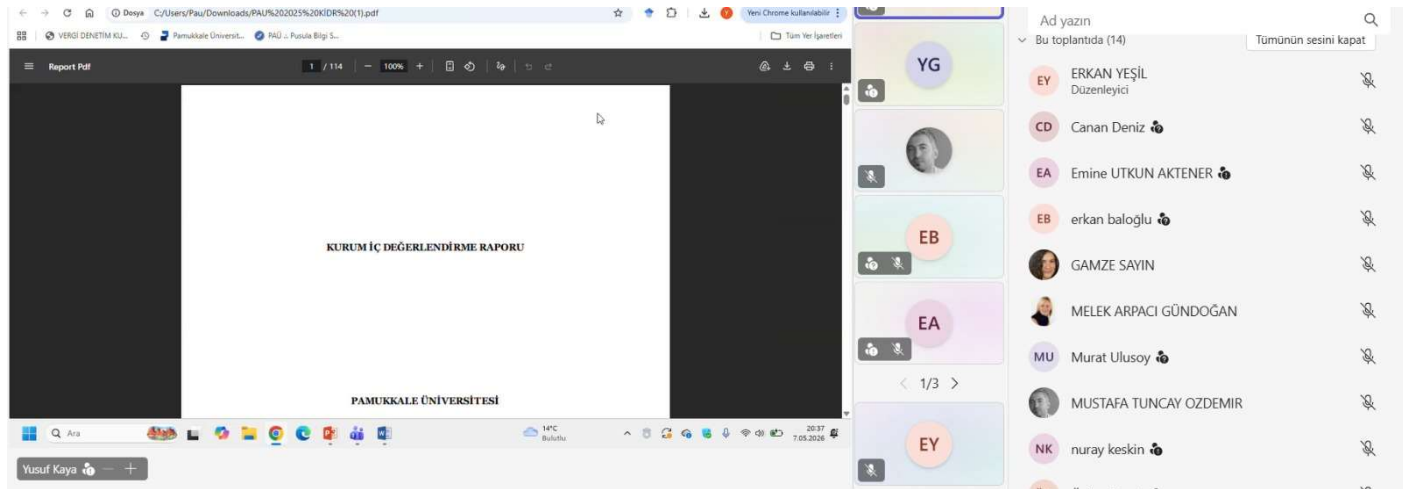 Dosya C:/Users/Pau/Downloads/PAU%202025%20KİDR%20(1).pdf
Yeni Chrome kullanılabilir
VERGİ DENETİM KU...
Pamukkale Üniversit...
PAÜ .: Pusula Bilgi S...
Tüm Yer İşaretleri
Report Pdf
1 / 114
100%
KURUM İÇ DEĞERLENDİRME RAPORU
PAMUKKALE ÜNİVERSİTESİ
Ara
14°C
Bulutlu
20:37
7.05.2026
Yusuf Kaya
YG
EB
EA
1/3
EY
Ad yazın
Bu toplantıda (14)
Tümünün sesini kapat
EY
ERKAN YEŞİL
Düzenleyici
CD
Canan Deniz
EA
Emine UTKUN AKTENER
EB
erkan baloğlu
GAMZE SAYIN
MELEK ARPACI GÜNDOĞAN
MU
Murat Ulusoy
MUSTAFA TUNCAY OZDEMIR
NK
nuray keskin